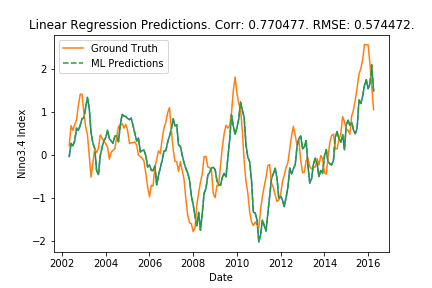 Linear Regression Predictions. Corr: 0.770477. RMSE: 0.574472.
Ground Truth
ML Predictions
Nino3.4 Index
2
1
0
−1
−2
2002 2004 2006 2008 2010 2012 2014 2016
Date